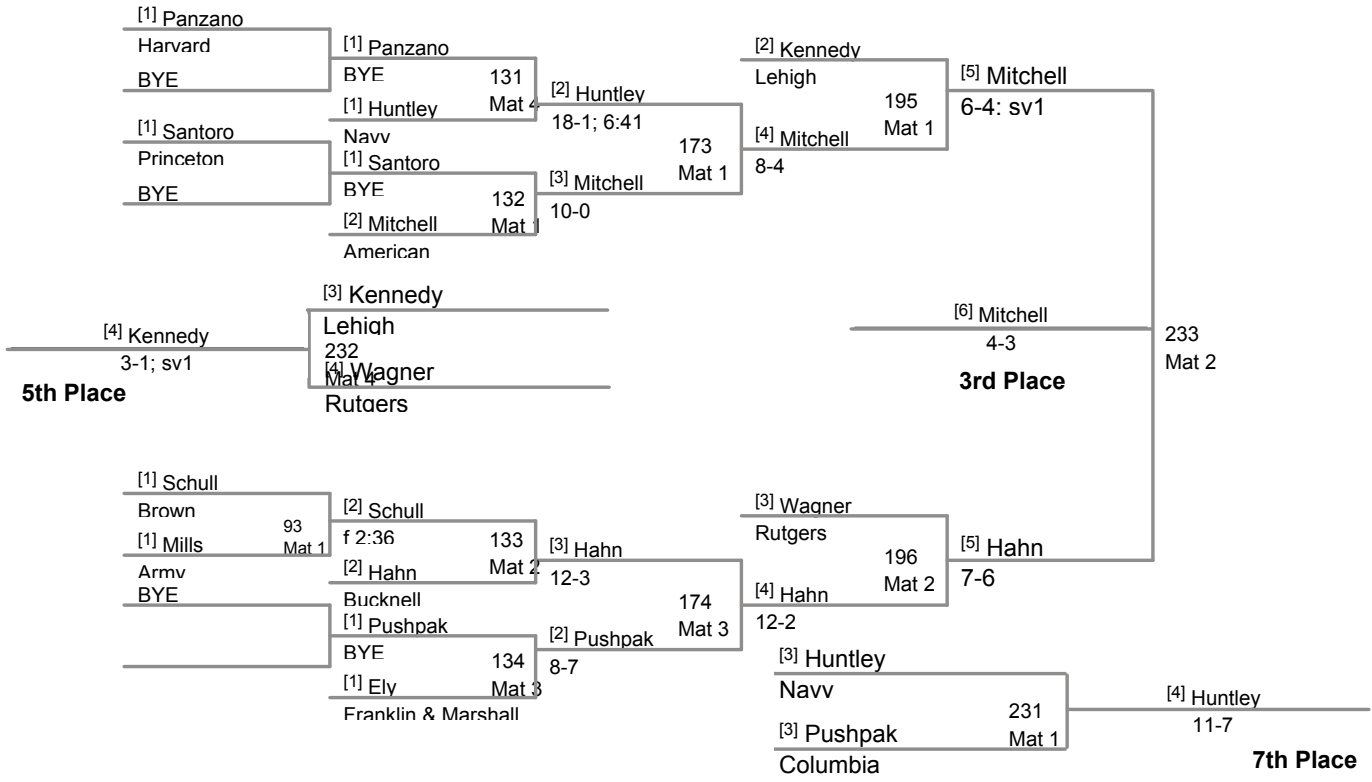 [1] Panzano
Harvard
BYE
[1] Santoro
Princeton
BYE
[1] Panzano
BYE
131
Mat 4
[1] Huntley
Navy
[1] Santoro
BYE
132
Mat 1
[2] Mitchell
American
[2] Huntley
18-1; 6:41
173
Mat 1
[3] Mitchell
10-0
[2] Kennedy
Lehigh
195
Mat 1
[4] Mitchell
8-4
[5] Mitchell
6-4; sv1
[3] Kennedy
Lehigh
232
Mat 4
[4] Wagner
Rutgers
[4] Kennedy
3-1; sv1
5th Place
[6] Mitchell
4-3
3rd Place
233
Mat 2
[1] Schull
Brown
93
Mat 1
[1] Mills
Army
BYE
[2] Schull
f 2:36
133
Mat 2
[2] Hahn
Bucknell
[1] Pushpak
BYE
134
Mat 3
[1] Ely
Franklin & Marshall
[3] Hahn
12-3
174
Mat 3
[2] Pushpak
8-7
[3] Wagner
Rutgers
196
Mat 2
[4] Hahn
12-2
[5] Hahn
7-6
[3] Huntley
Navy
231
Mat 1
[3] Pushpak
Columbia
[4] Huntley
11-7
7th Place